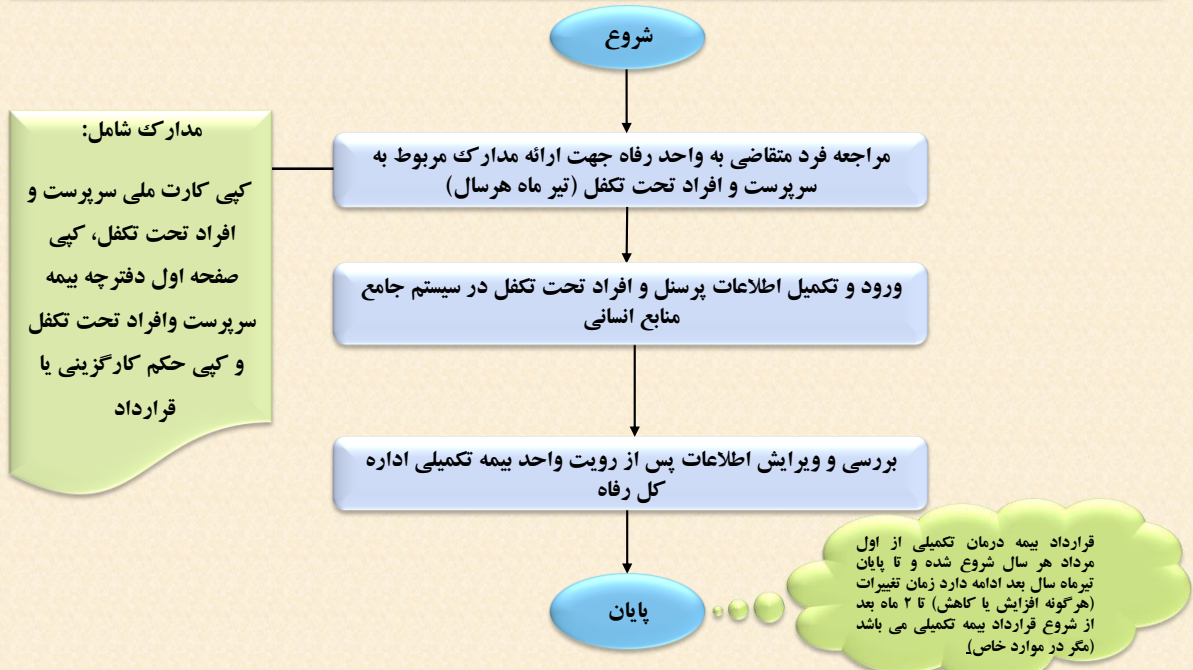 شروع
مدارک شامل:
کپی کارت ملی سرپرست و
افراد تحت تکفل، کپی
صفحه اول دفترچه بیمه
سرپرست وافراد تحت تکفل
و کپی حکم کارگزینی یا
قرارداد
مراجعه فرد متقاضی به واحد رفاه جهت ارائه مدارک مربوط به
سرپرست و افراد تحت تکفل (تیر ماه هرسال)
ورود و تکمیل اطلاعات پرسنل و افراد تحت تکفل در سیستم جامع
منابع انسانی
بررسی و ویرایش اطلاعات پس از رویت واحد بیمه تکمیلی اداره
کل رفاه
پایان
قرارداد بیمه درمان تکمیلی از اول
مرداد هر سال شروع شده و تا پایان
تیرماه سال بعد ادامه دارد زمان تغییرات
(هرگونه افزایش یا کاهش) تا ۲ ماه بعد
از شروع قرارداد بیمه تکمیلی می باشد
(مگر در موارد خاص).